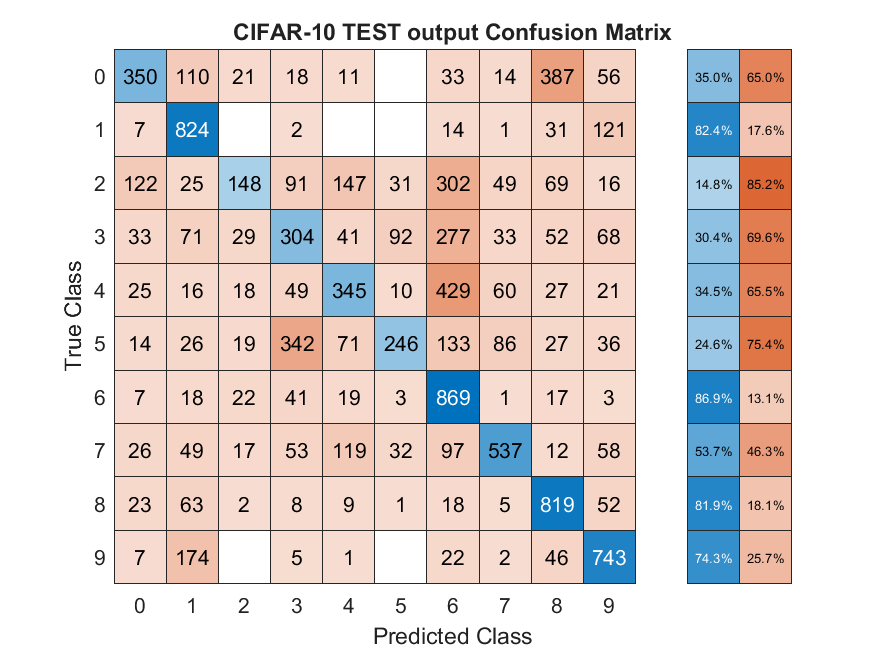 CIFAR-10 TEST output Confusion Matrix
0 350 110 21 18 11 33 14 387 56 35.0% 65.0%
1 7 824 2 14 1 31 121 82.4% 17.6%
2 122 25 148 91 147 31 302 49 69 16 14.8% 85.2%
3 33 71 29 304 41 92 277 33 52 68 30.4% 69.6%
4 25 16 18 49 345 10 429 60 27 21 34.5% 65.5%
5 14 26 19 342 71 246 133 86 27 36 24.6% 75.4%
6 7 18 22 41 19 3 869 1 17 3 86.9% 13.1%
7 26 49 17 53 119 32 97 537 12 58 53.7% 46.3%
8 23 63 2 8 9 1 18 5 819 52 81.9% 18.1%
9 7 174 5 1 22 2 46 743 74.3% 25.7%
True Class
0 1 2 3 4 5 6 7 8 9
Predicted Class